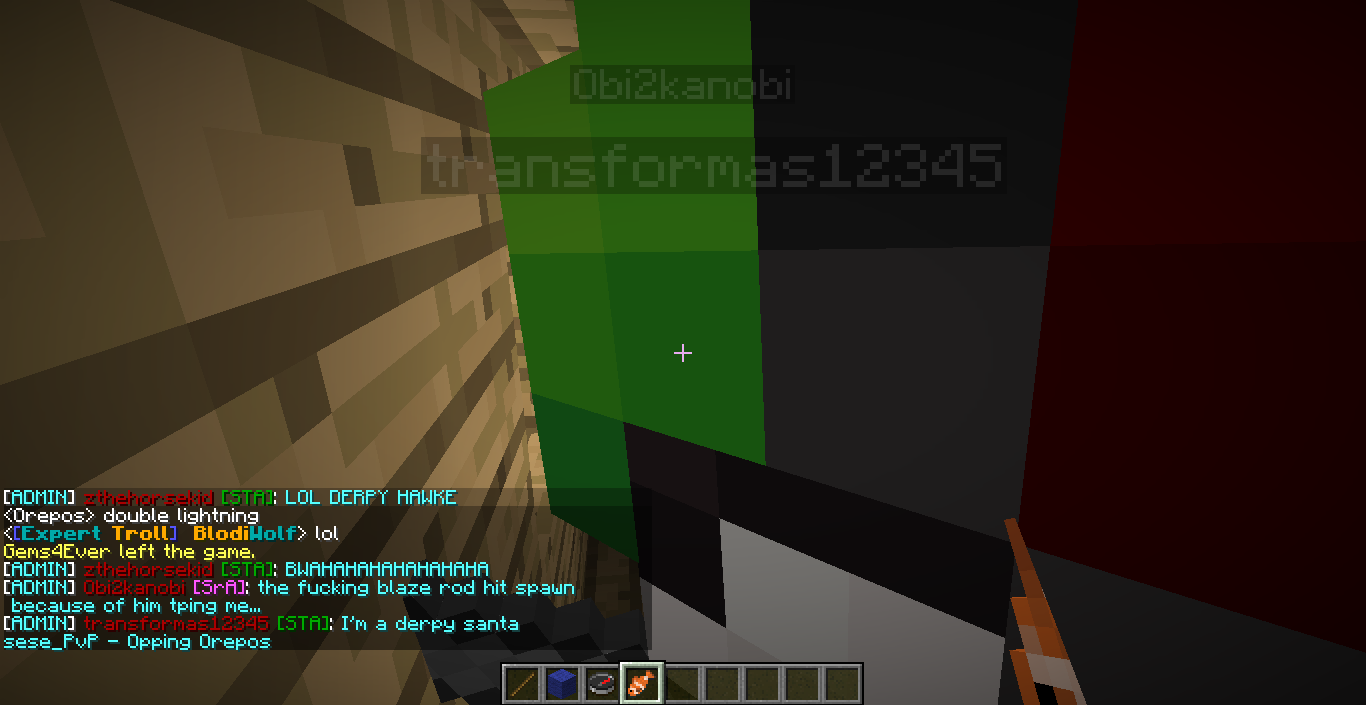 0bi2kanobi
transformas12345
[ADMIN] zthehorsekid [STA]: LOL DERPY HAWKE
<Orepos> double lightning
<[Expert Troll] BlodiWolf> lol
Gems4Ever left the game.
[ADMIN] zthehorsekid [STA]: BWAHAHAHAHAHAHAHA
[ADMIN] 0bi2kanobi [SrA]: the fucking blaze rod hit spawn
because of him tping me...
[ADMIN] transformas12345 [STA]: I'm a derpy santa
sese_PvP - Opping Orepos